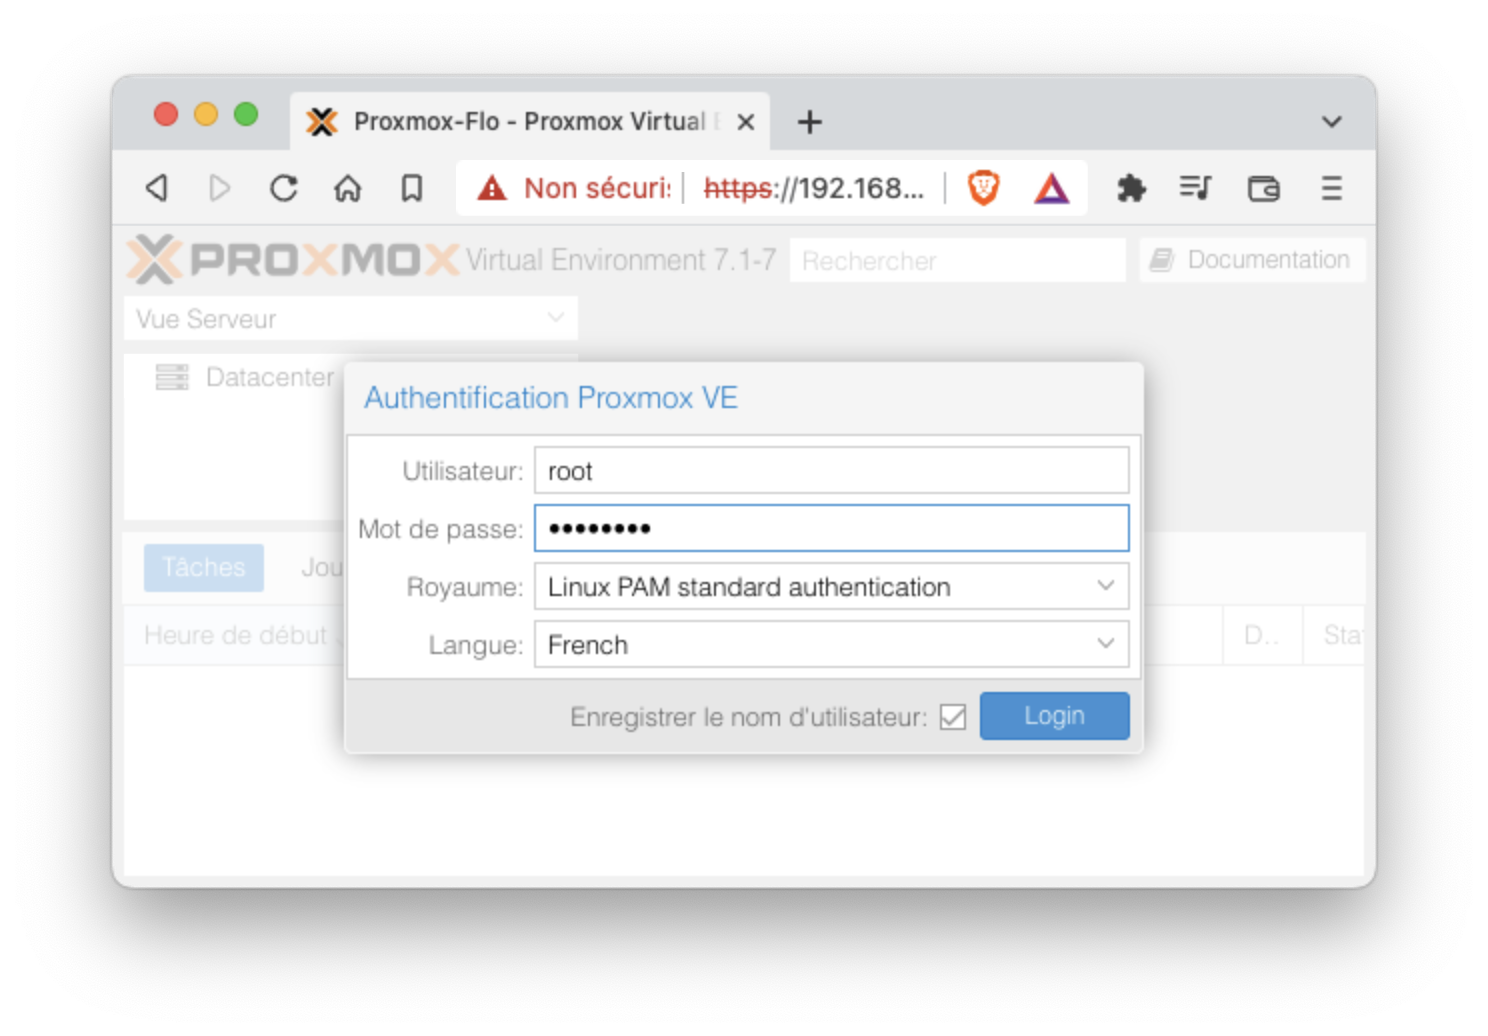 Proxmox-Flo - Proxmox Virtual
Non sécuri: https://192.168...
PROXMOX Virtual Environment 7.1-7 Rechercher Documentation
Vue Serveur
Datacenter
Authentification Proxmox VE
Utilisateur: root
Mot de passe: ••••••••
Royaume: Linux PAM standard authentication
Langue: French
Enregistrer le nom d'utilisateur: Login
Tâches Jou
Heure de début D.. Sta